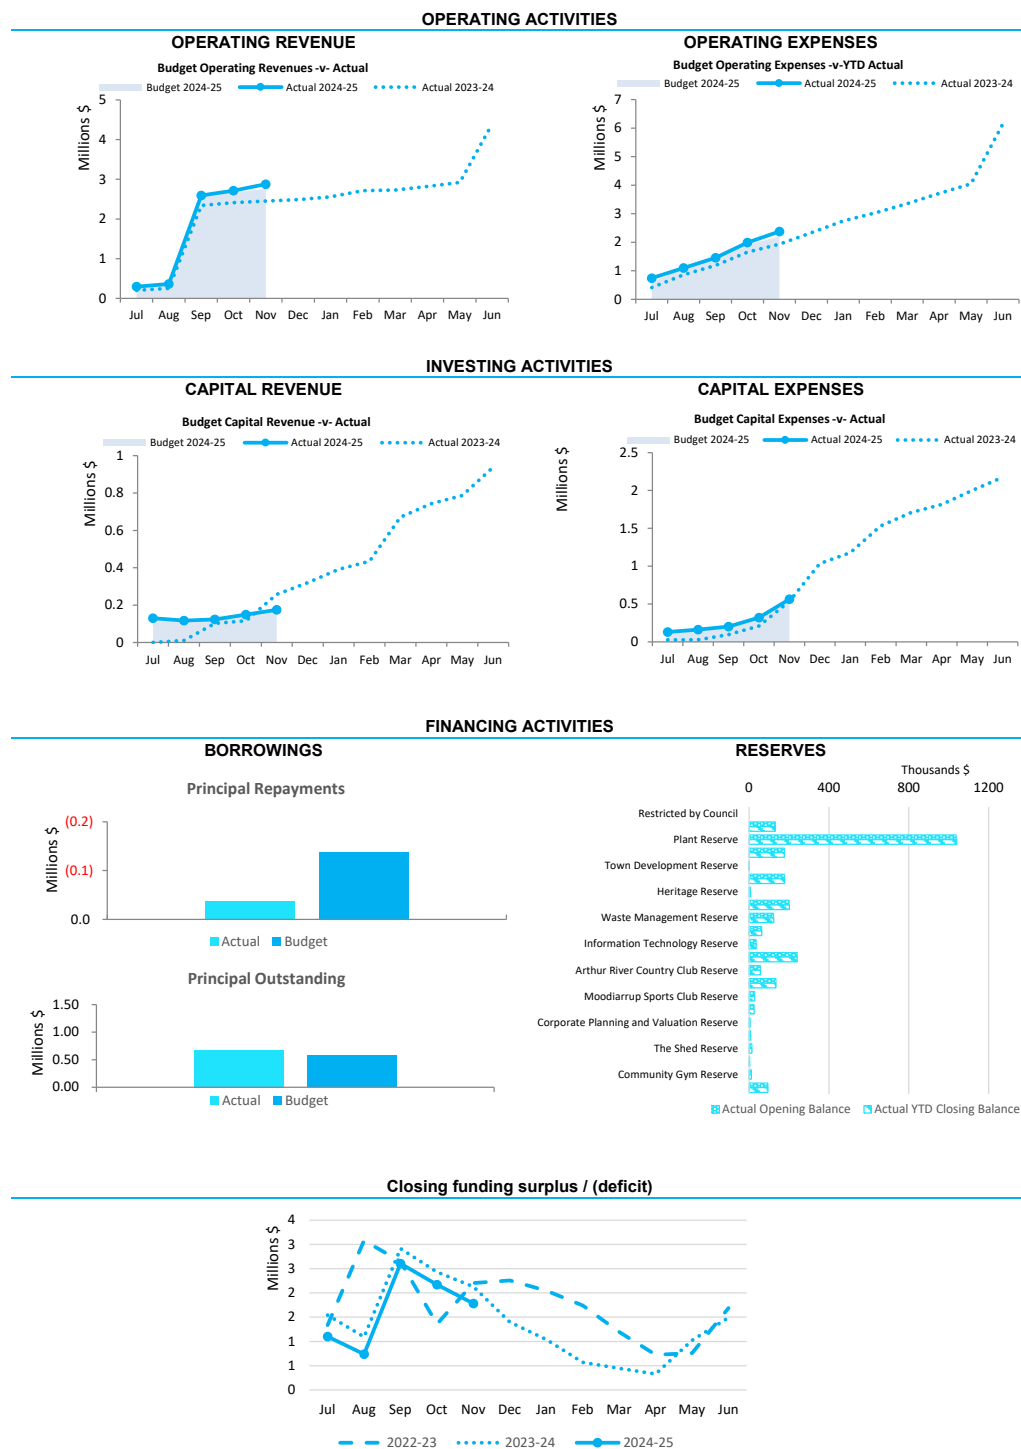 OPERATING ACTIVITIES
OPERATING REVENUE
Budget Operating Revenues -v- Actual
Budget 2024-25 Actual 2024-25 Actual 2023-24
Millions $
5
4
3
2
1
0
Jul Aug Sep Oct Nov Dec Jan Feb Mar Apr May Jun
OPERATING EXPENSES
Budget Operating Expenses -v-YTD Actual
Budget 2024-25 Actual 2024-25 Actual 2023-24
Millions $
7
6
5
4
3
2
1
0
Jul Aug Sep Oct Nov Dec Jan Feb Mar Apr May Jun
INVESTING ACTIVITIES
CAPITAL REVENUE
Budget Capital Revenue -v- Actual
Budget 2024-25 Actual 2024-25 Actual 2023-24
Millions $
1
0.8
0.6
0.4
0.2
0
Jul Aug Sep Oct Nov Dec Jan Feb Mar Apr May Jun
CAPITAL EXPENSES
Budget Capital Expenses -v- Actual
Budget 2024-25 Actual 2024-25 Actual 2023-24
Millions $
2.5
2
1.5
1
0.5
0
Jul Aug Sep Oct Nov Dec Jan Feb Mar Apr May Jun
FINANCING ACTIVITIES
BORROWINGS
Principal Repayments
Millions $
(0.2)
(0.1)
0.0
Actual Budget
Principal Outstanding
Millions $
1.50
1.00
0.50
0.00
Actual Budget
RESERVES
Thousands $
0 400 800 1200
Restricted by Council
Plant Reserve
Town Development Reserve
Heritage Reserve
Waste Management Reserve
Information Technology Reserve
Arthur River Country Club Reserve
Moodiarrup Sports Club Reserve
Corporate Planning and Valuation Reserve
The Shed Reserve
Community Gym Reserve
Actual Opening Balance Actual YTD Closing Balance
Closing funding surplus / (deficit)
Millions $
4
3
3
2
2
1
1
0
Jul Aug Sep Oct Nov Dec Jan Feb Mar Apr May Jun
2022-23 2023-24 2024-25